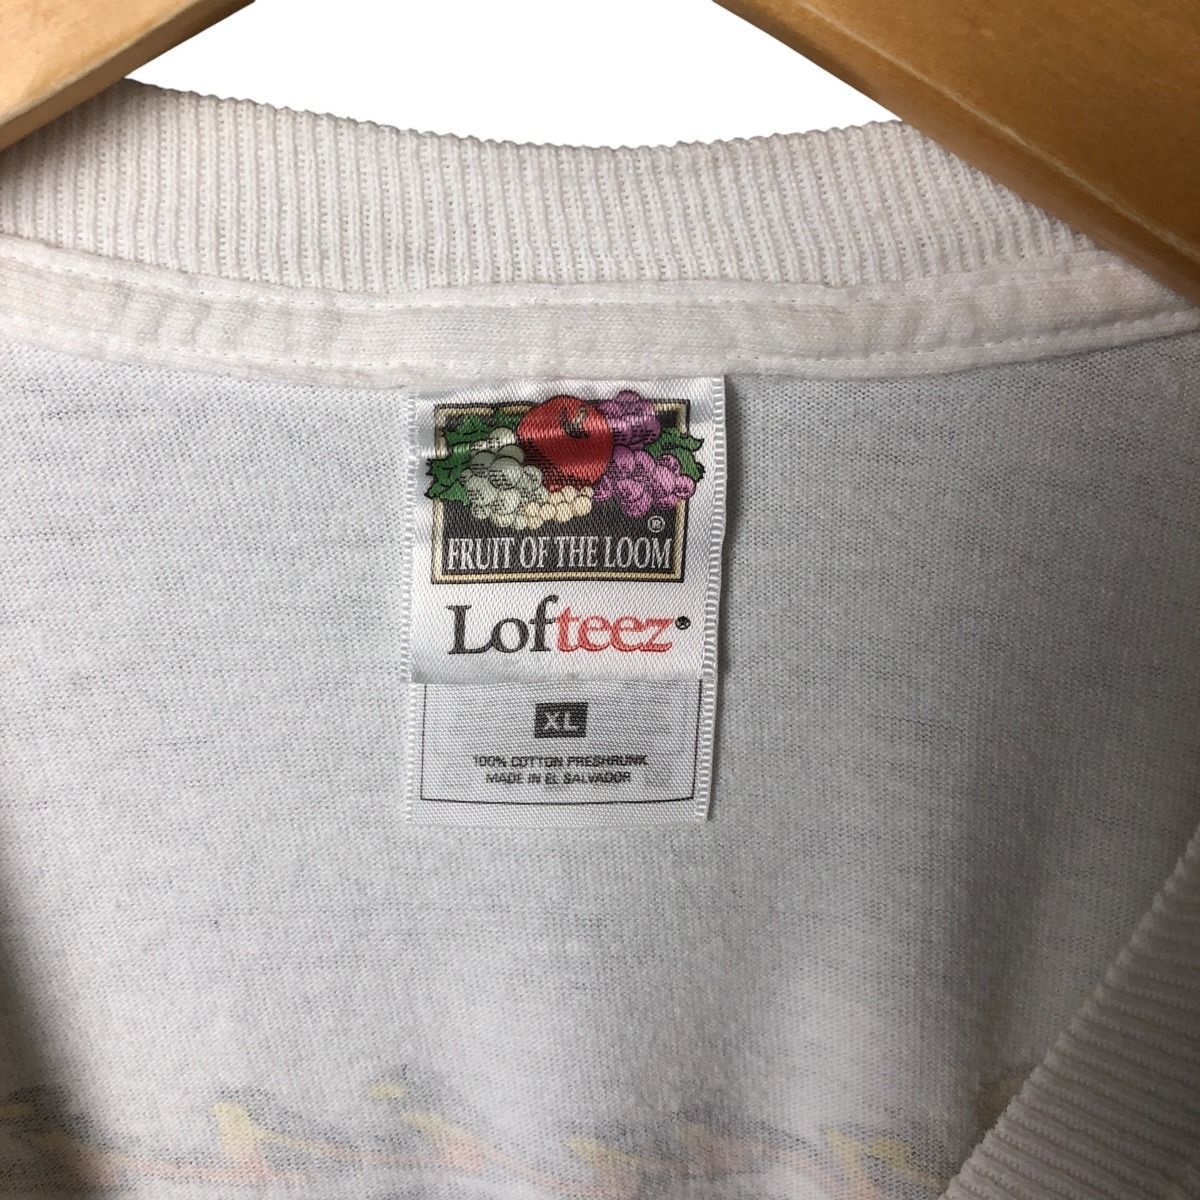 ®
FRUIT OF THE LOOM
Lofteez®
XL
100% COTTON PRESHRUNK
MADE IN EL SALVADOR